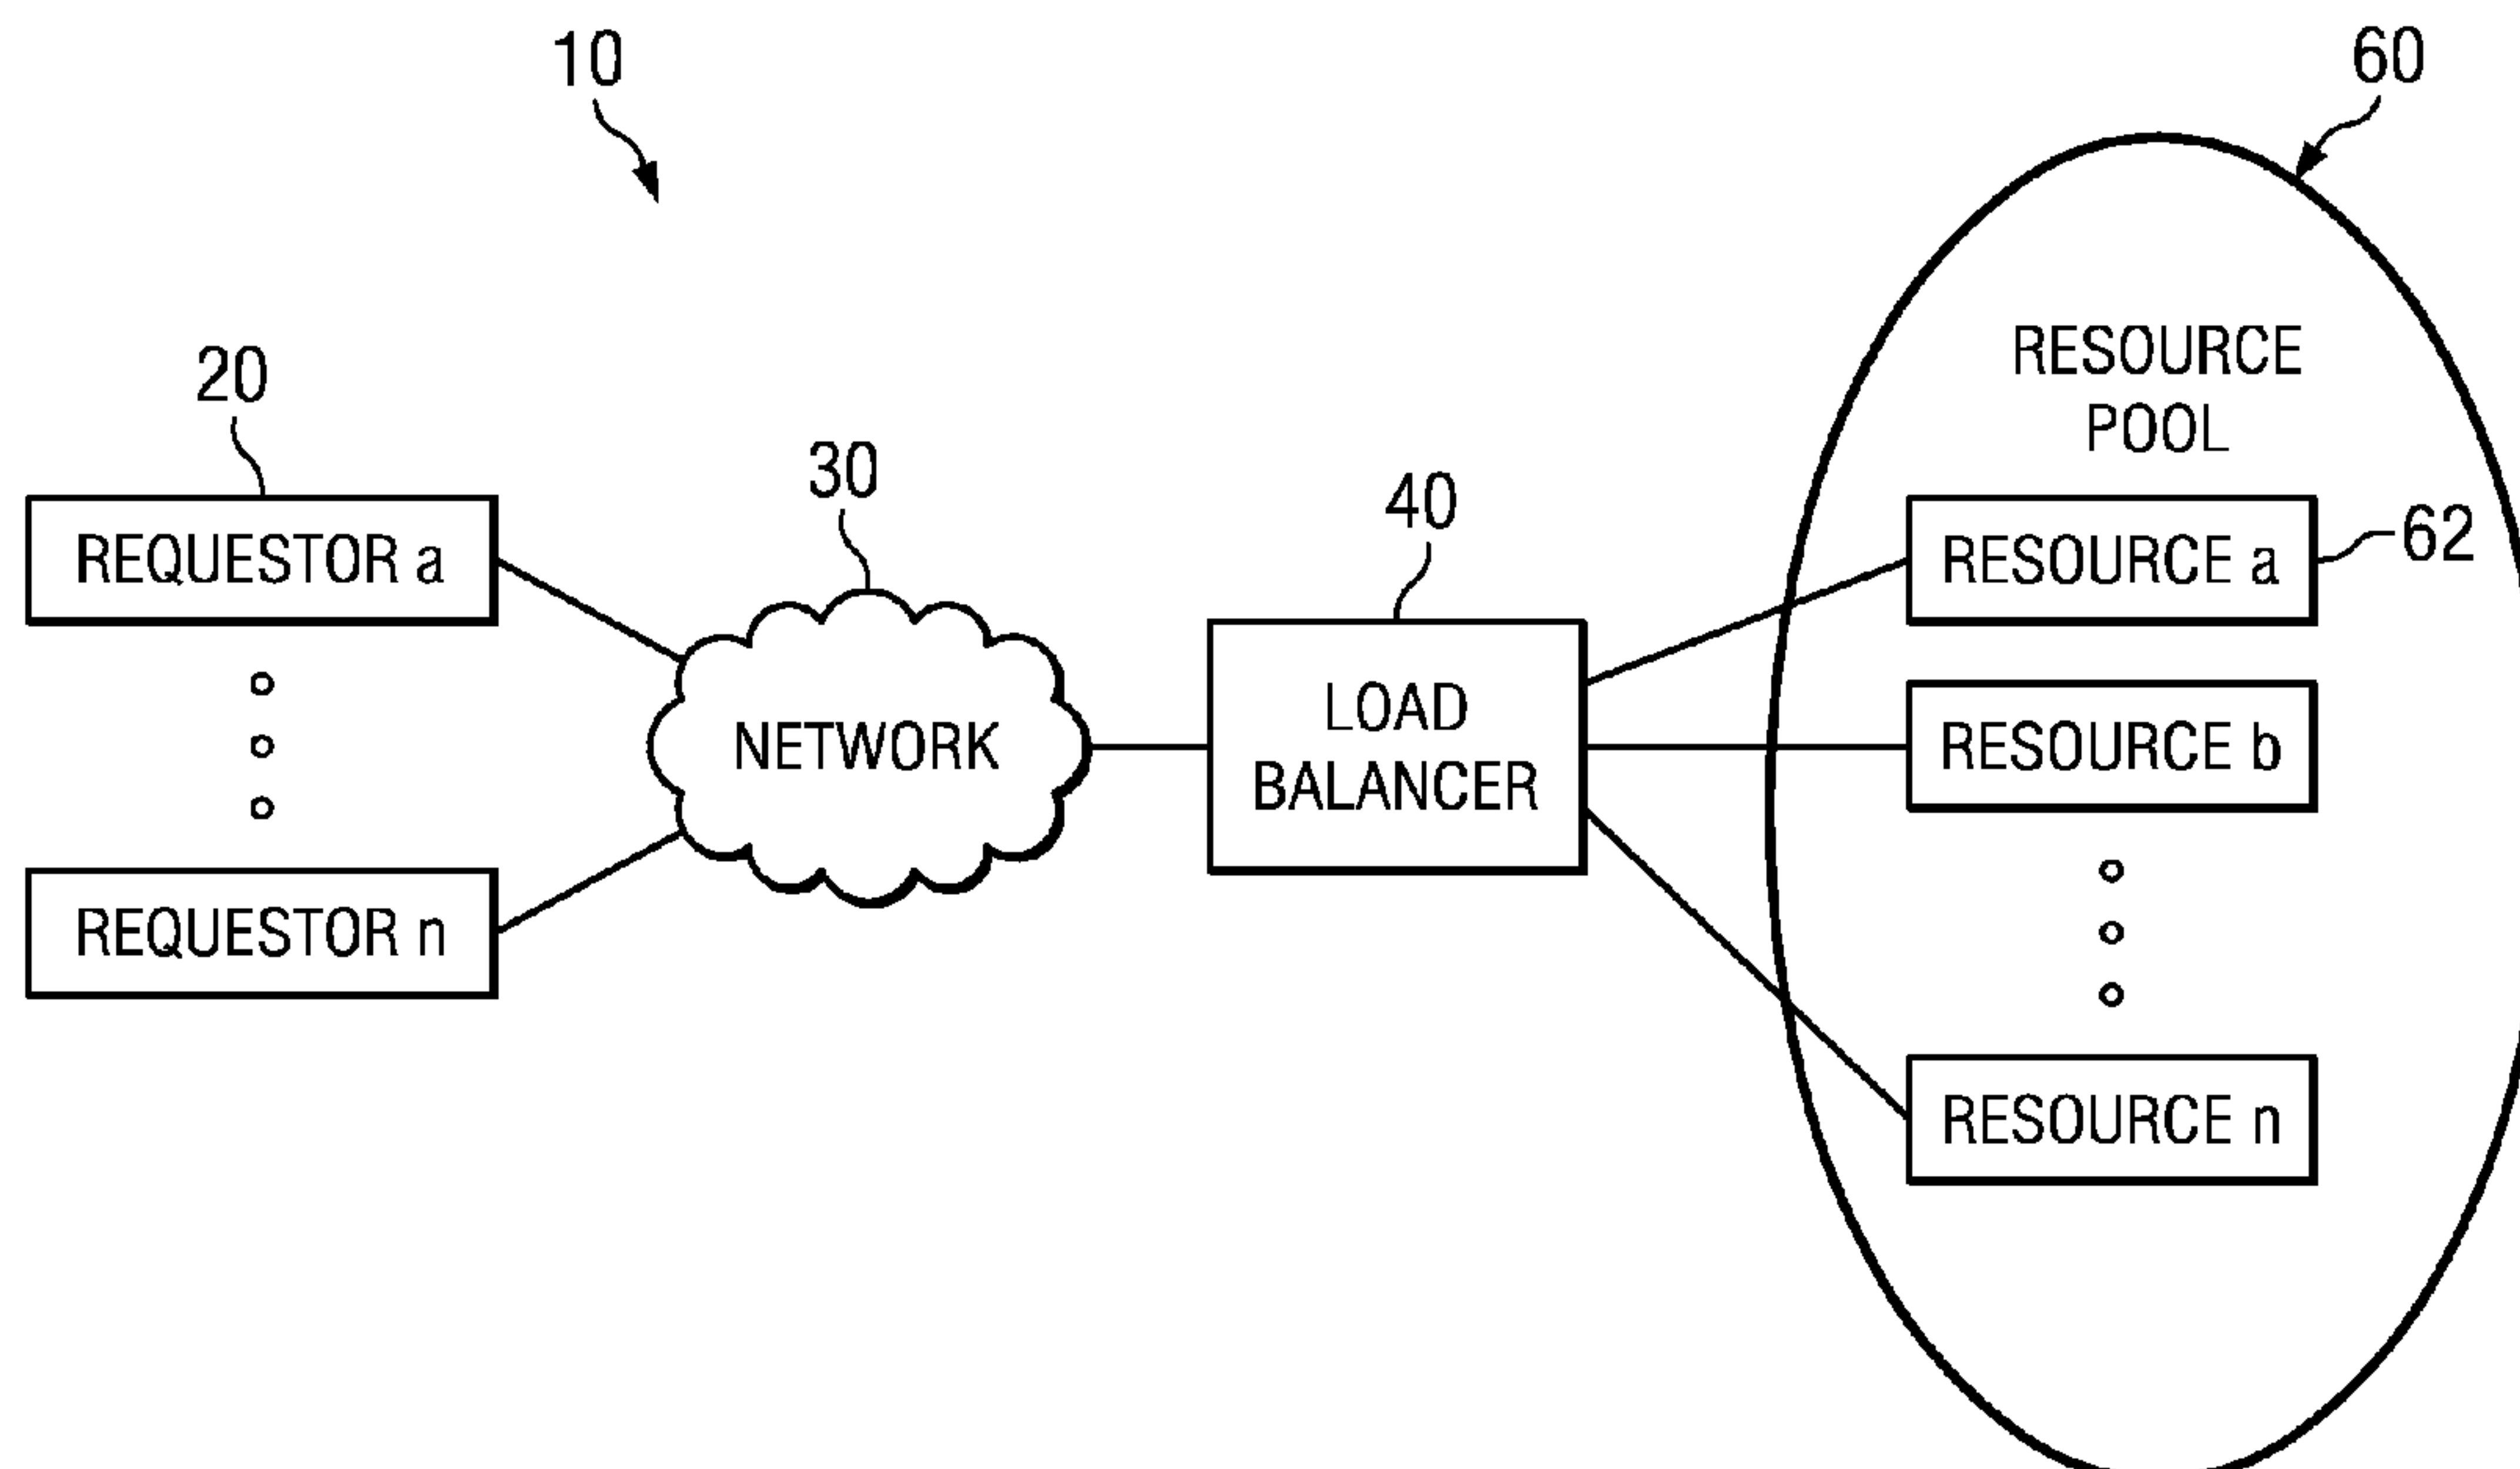 10
60
RESOURCE
POOL
20
30
40
REQUESTOR a
RESOURCE a
62
NETWORK
LOAD
BALANCER
RESOURCE b
REQUESTOR n
RESOURCE n